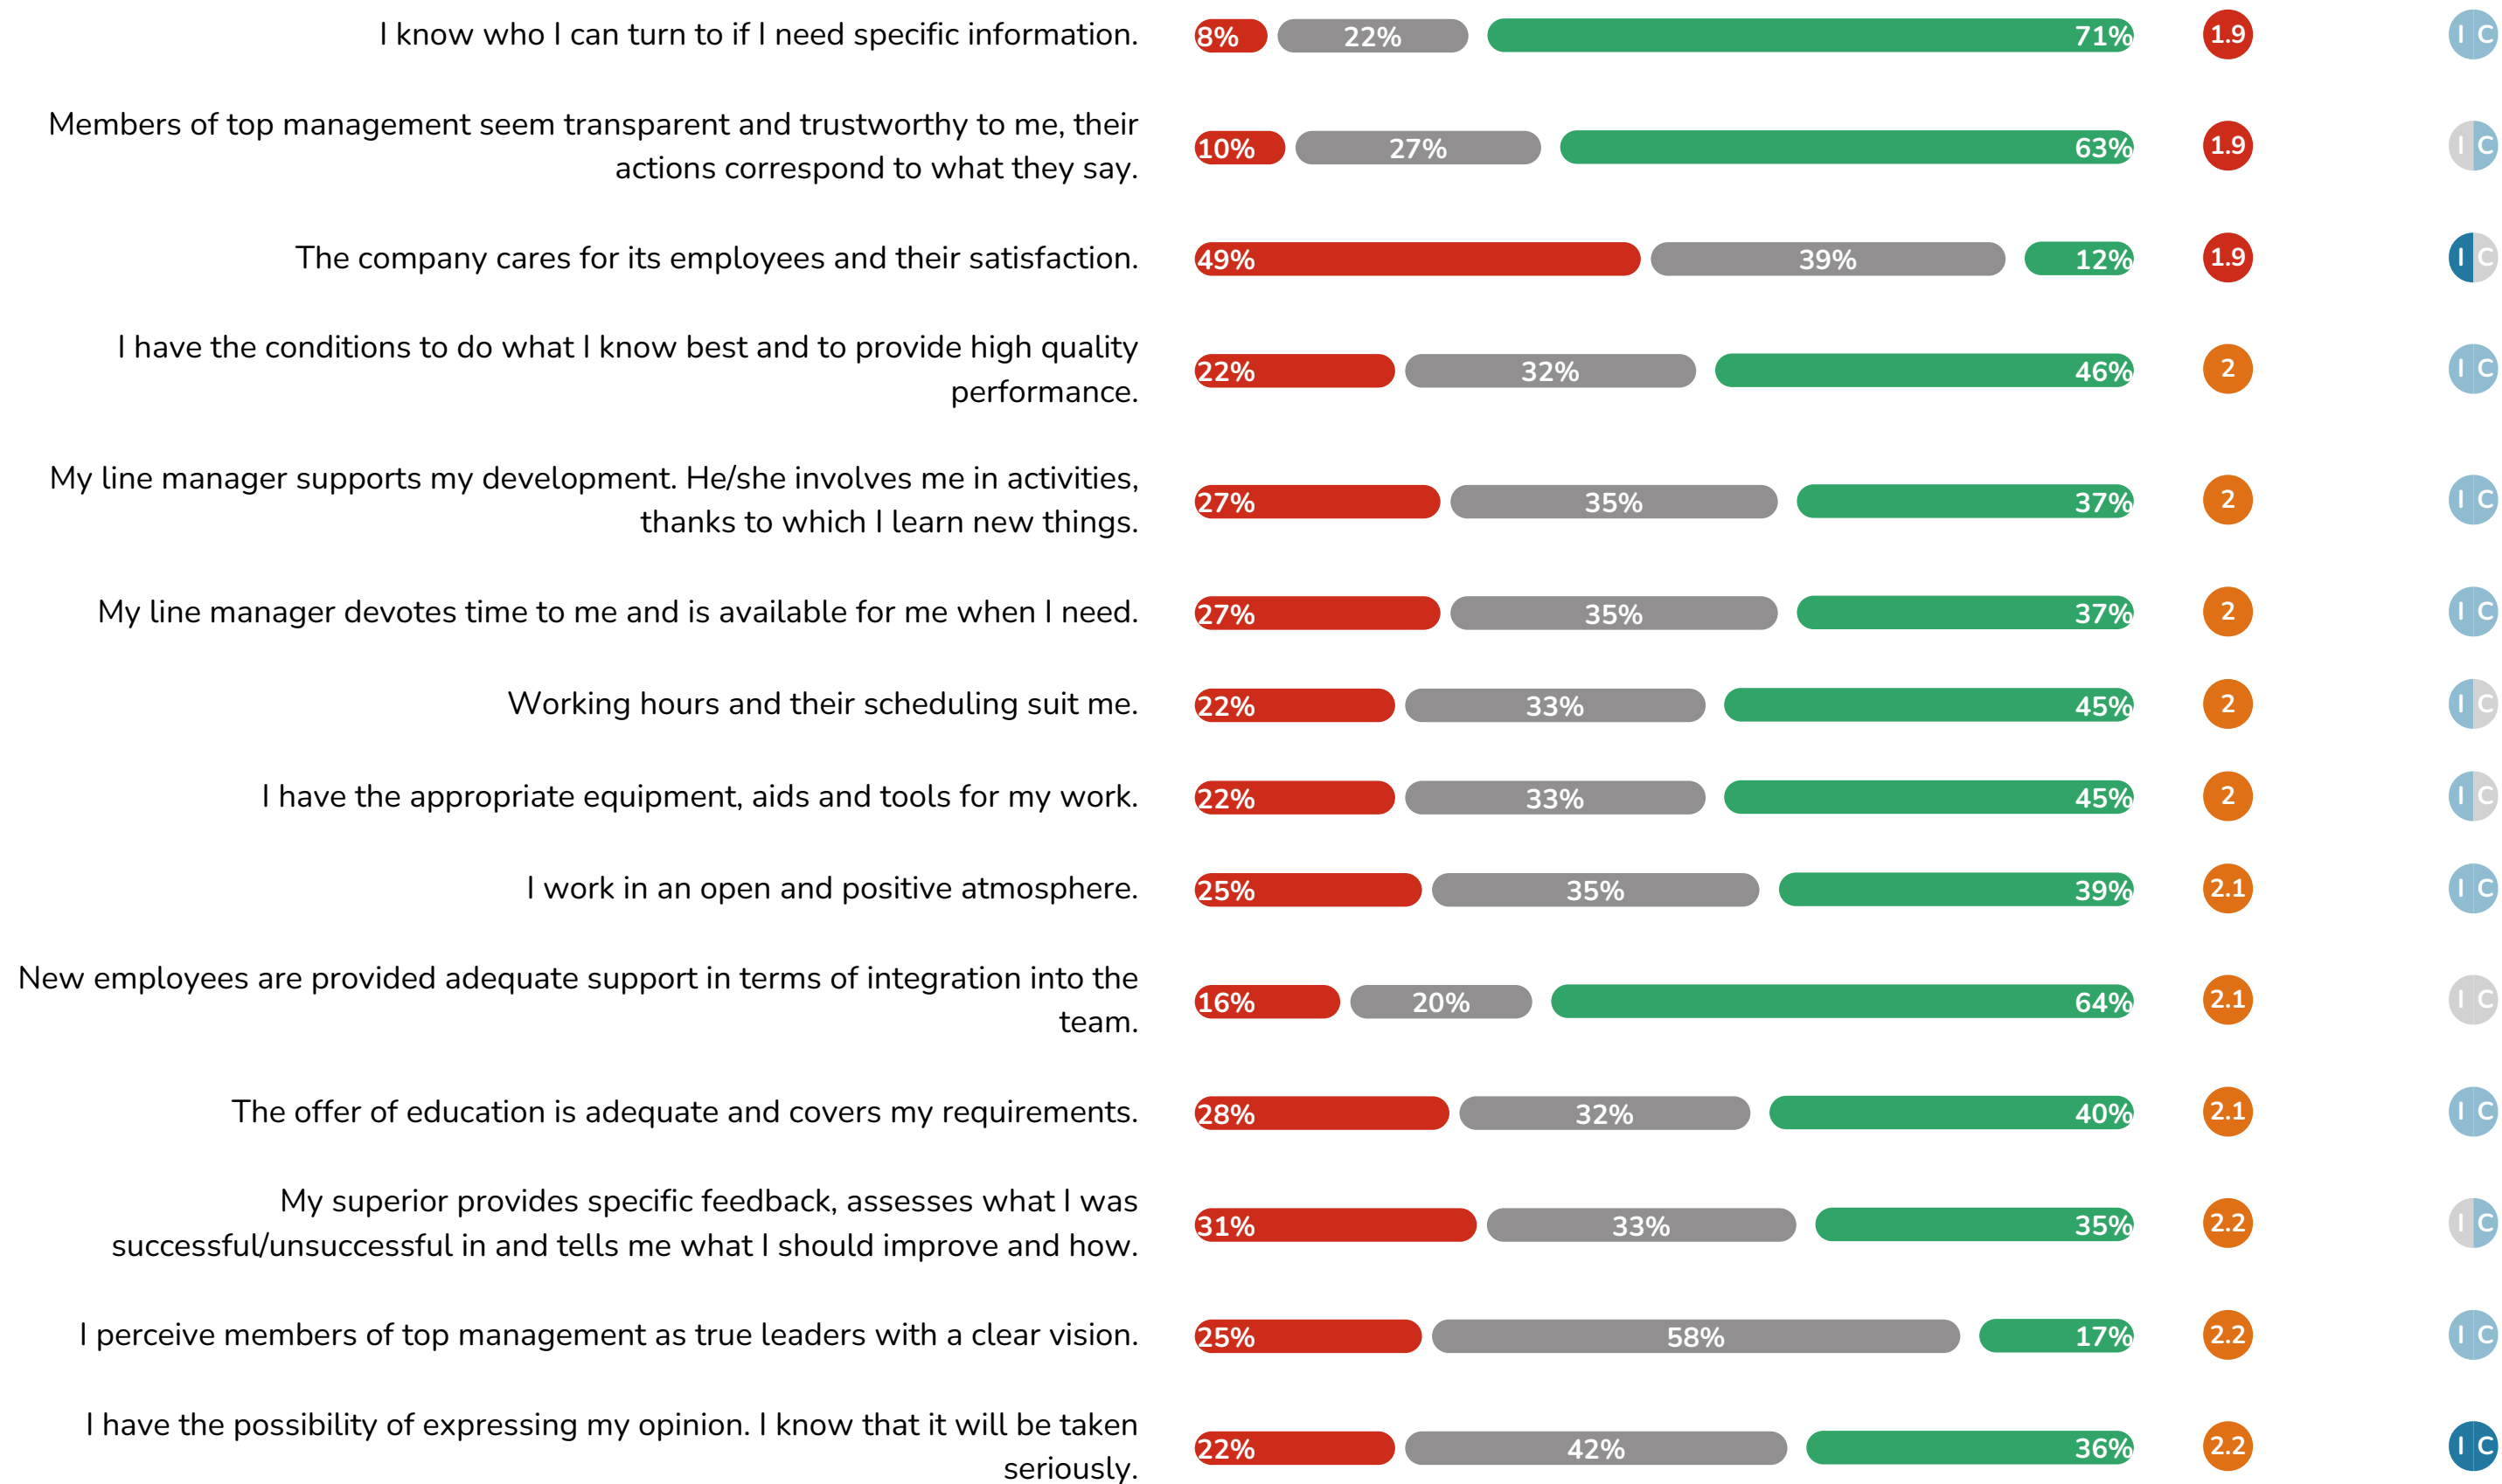 I know who I can turn to if I need specific information. 8% 22% 71% 1.9 I C
Members of top management seem transparent and trustworthy to me, their
actions correspond to what they say. 10% 27% 63% 1.9 I C
The company cares for its employees and their satisfaction. 49% 39% 12% 1.9 I C
I have the conditions to do what I know best and to provide high quality
performance. 22% 32% 46% 2 I C
My line manager supports my development. He/she involves me in activities,
thanks to which I learn new things. 27% 35% 37% 2 I C
My line manager devotes time to me and is available for me when I need. 27% 35% 37% 2 I C
Working hours and their scheduling suit me. 22% 33% 45% 2 I C
I have the appropriate equipment, aids and tools for my work. 22% 33% 45% 2 I C
I work in an open and positive atmosphere. 25% 35% 39% 2.1 I C
New employees are provided adequate support in terms of integration into the
team. 16% 20% 64% 2.1 I C
The offer of education is adequate and covers my requirements. 28% 32% 40% 2.1 I C
My superior provides specific feedback, assesses what I was
successful/unsuccessful in and tells me what I should improve and how. 31% 33% 35% 2.2 I C
I perceive members of top management as true leaders with a clear vision. 25% 58% 17% 2.2 I C
I have the possibility of expressing my opinion. I know that it will be taken
seriously. 22% 42% 36% 2.2 I C